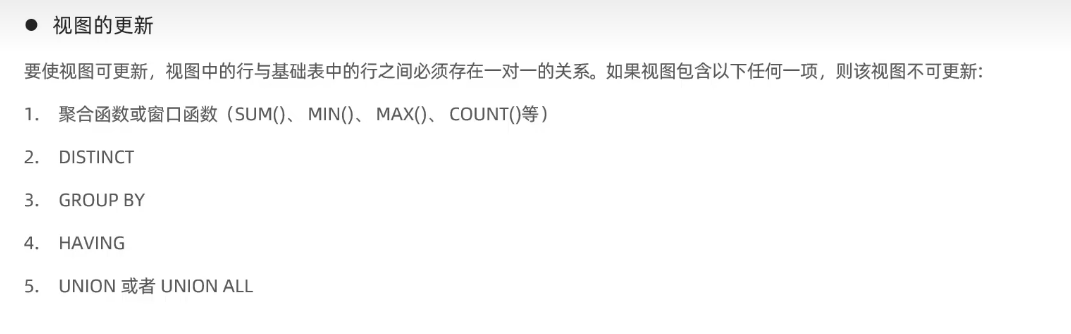 ● 视图的更新
要使视图可更新，视图中的行与基础表中的行之间必须存在一对一的关系。如果视图包含以下任何一项，则该视图不可更新：
1. 聚合函数或窗口函数（SUM()、 MIN()、 MAX()、 COUNT()等）
2. DISTINCT
3. GROUP BY
4. HAVING
5. UNION 或者 UNION ALL